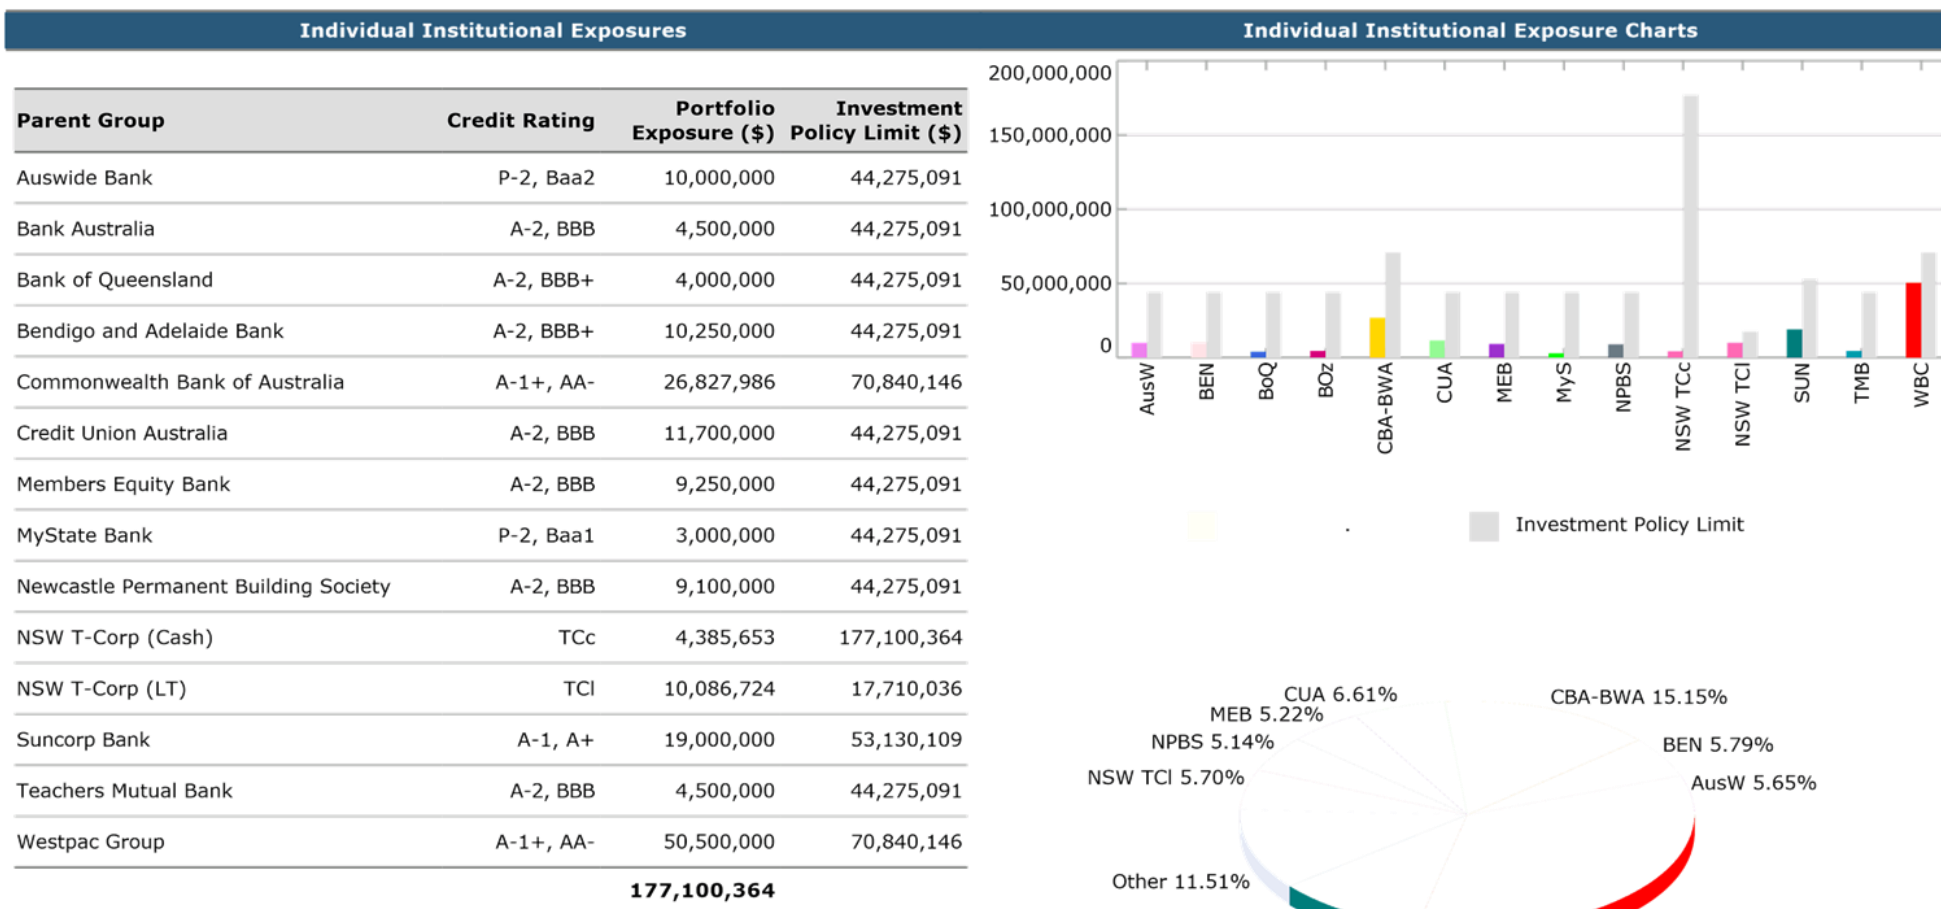 Individual Institutional Exposures
Individual Institutional Exposure Charts
Parent Group Credit Rating Portfolio Exposure ($) Investment Policy Limit ($)
Auswide Bank P-2, Baa2 10,000,000 44,275,091
Bank Australia A-2, BBB 4,500,000 44,275,091
Bank of Queensland A-2, BBB+ 4,000,000 44,275,091
Bendigo and Adelaide Bank A-2, BBB+ 10,250,000 44,275,091
Commonwealth Bank of Australia A-1+, AA- 26,827,986 70,840,146
Credit Union Australia A-2, BBB 11,700,000 44,275,091
Members Equity Bank A-2, BBB 9,250,000 44,275,091
MyState Bank P-2, Baa1 3,000,000 44,275,091
Newcastle Permanent Building Society A-2, BBB 9,100,000 44,275,091
NSW T-Corp (Cash) TCc 4,385,653 177,100,364
NSW T-Corp (LT) TCl 10,086,724 17,710,036
Suncorp Bank A-1, A+ 19,000,000 53,130,109
Teachers Mutual Bank A-2, BBB 4,500,000 44,275,091
Westpac Group A-1+, AA- 50,500,000 70,840,146
177,100,364
200,000,000
150,000,000
100,000,000
50,000,000
0
AusW BEN BoQ BOz CBA-BWA CUA MEB MyS NPBS NSW TCc NSW TCl SUN TMB WBC
. Investment Policy Limit
CUA 6.61%
CBA-BWA 15.15%
MEB 5.22%
NPBS 5.14%
BEN 5.79%
NSW TCl 5.70%
AusW 5.65%
Other 11.51%